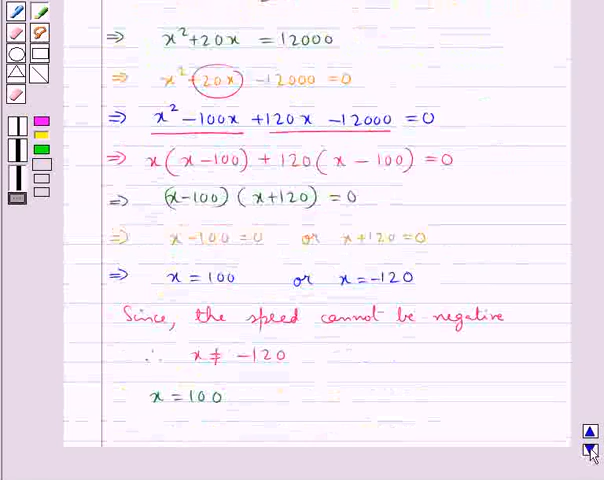 ⇒ x² + 20x = 12000
⇒ x² + 20x - 12000 = 0
⇒ x² - 100x + 120x - 12000 = 0
⇒ x(x - 100) + 120(x - 100) = 0
⇒ (x - 100) (x + 120) = 0
⇒ x - 100 = 0 or x + 120 = 0
⇒ x = 100 or x = -120
Since, the speed cannot be negative
∴ x ≠ -120
x = 100